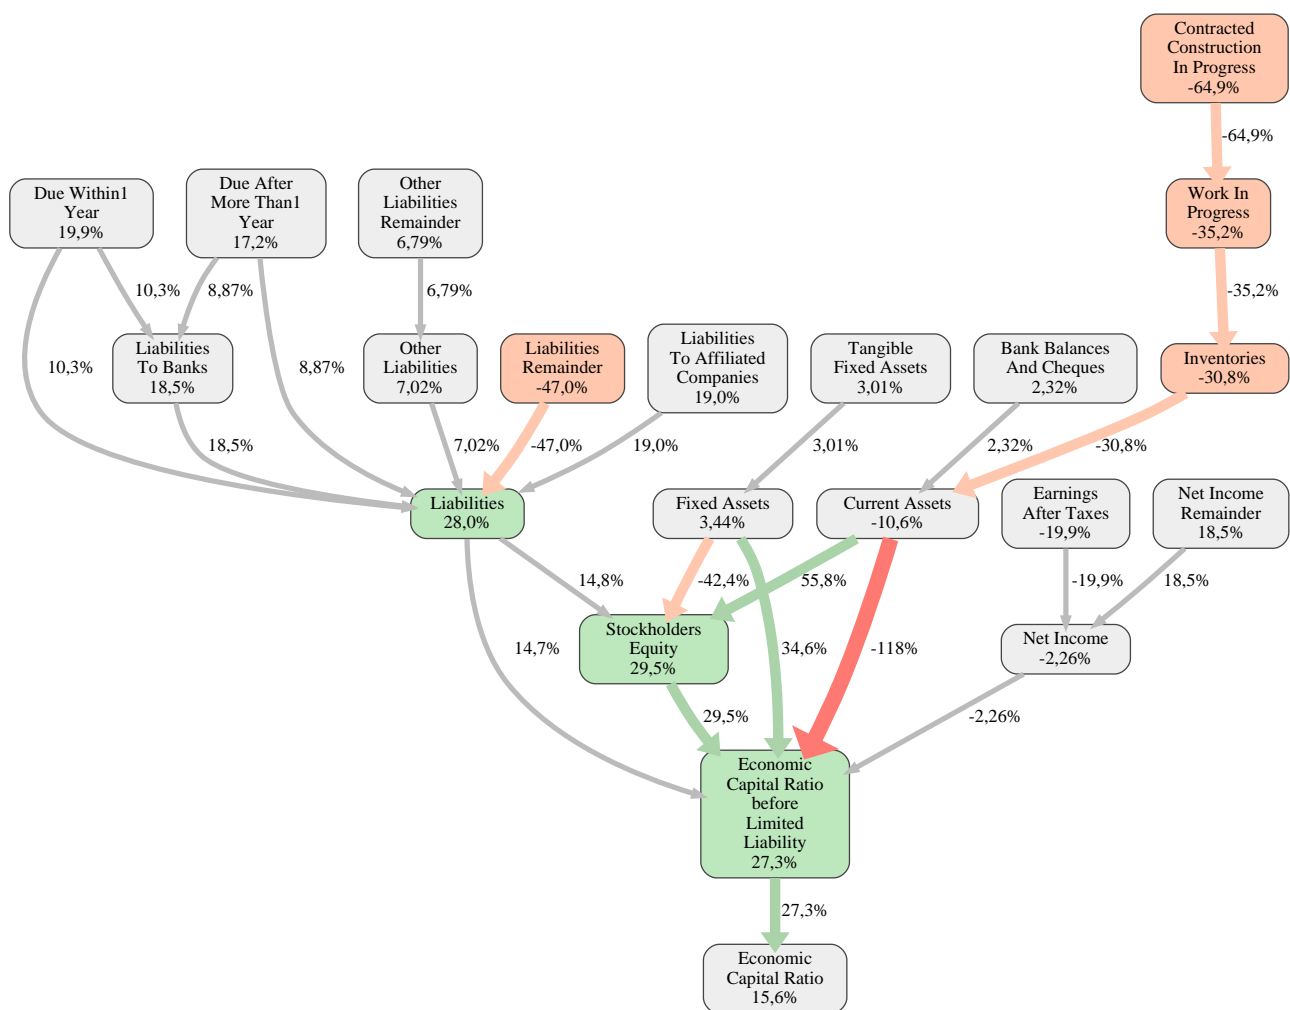 Contracted
Construction
In Progress
-64,9%
-64,9%
Due Within1
Year
19,9%
Due After
More Than1
Year
17,2%
Other
Liabilities
Remainder
6,79%
Work In
Progress
-35,2%
10,3%
8,87%
6,79%
-35,2%
Liabilities
To Banks
18,5%
Other
Liabilities
7,02%
Liabilities
Remainder
-47,0%
Liabilities
To Affiliated
Companies
19,0%
Tangible
Fixed Assets
3,01%
Bank Balances
And Cheques
2,32%
Inventories
-30,8%
10,3%
8,87%
18,5%
7,02%
-47,0%
19,0%
3,01%
2,32%
-30,8%
Liabilities
28,0%
Fixed Assets
3,44%
Current Assets
-10,6%
Earnings
After Taxes
-19,9%
Net Income
Remainder
18,5%
14,8%
-42,4%
55,8%
-19,9%
18,5%
Stockholders
Equity
29,5%
Net Income
-2,26%
14,7%
34,6%
-118%
29,5%
-2,26%
Economic
Capital Ratio
before
Limited
Liability
27,3%
27,3%
Economic
Capital Ratio
15,6%